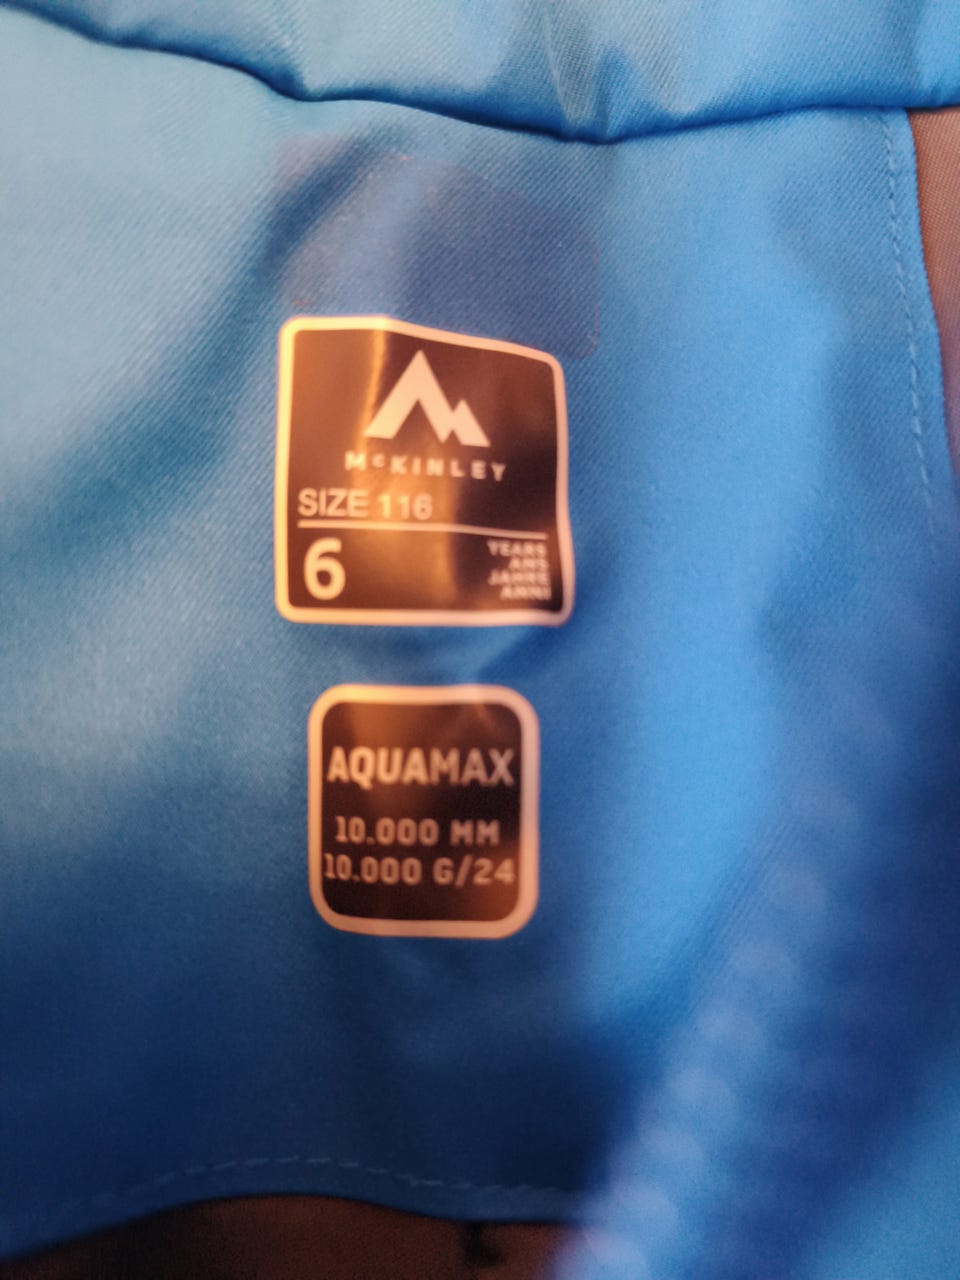 McKINLEY
SIZE 116
6
YEARS
ANS
JAHRE
ANNI
AQUAMAX
10.000 MM
10.000 G/24